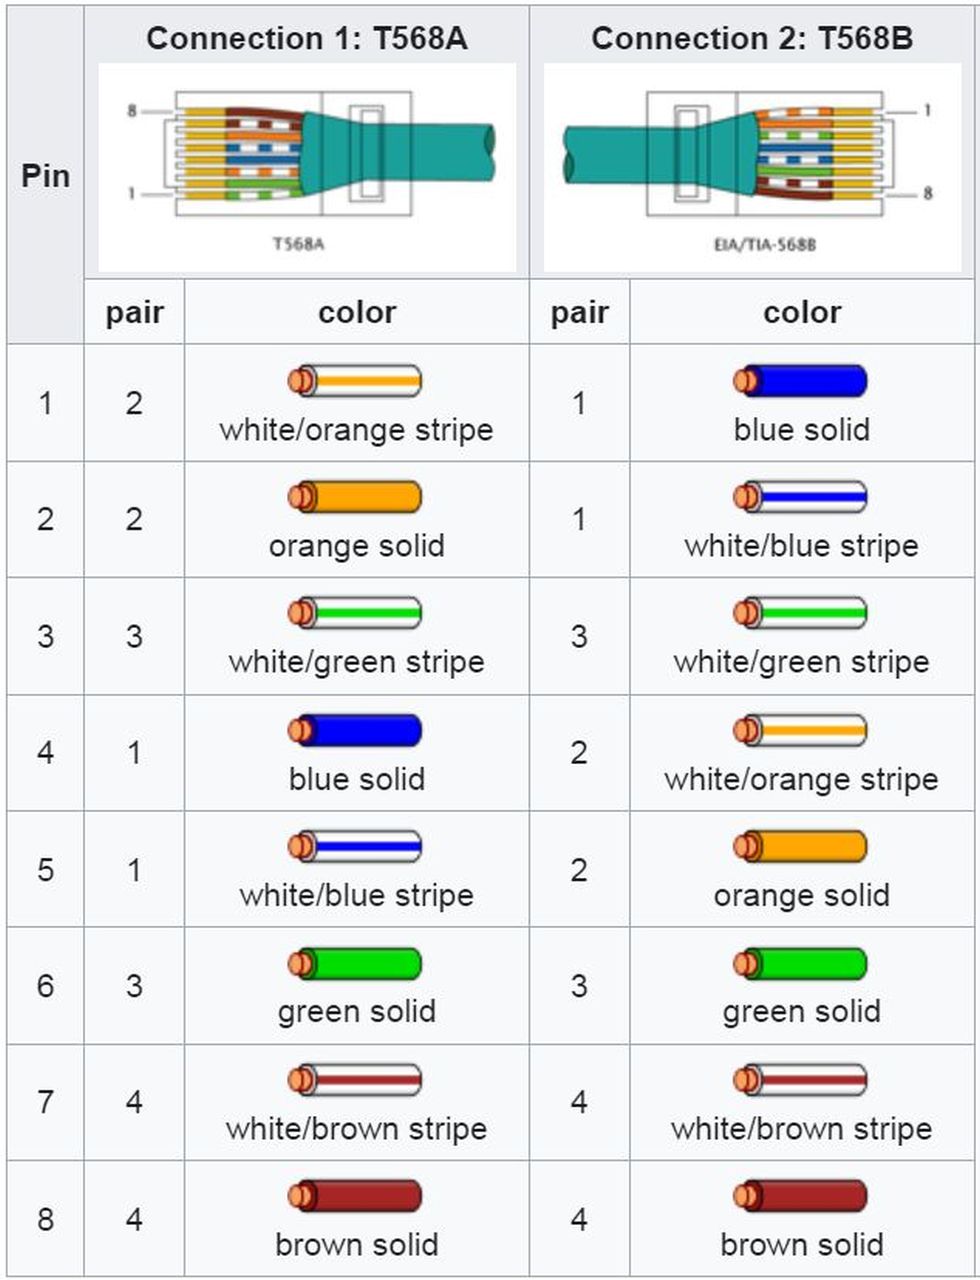 Connection 1: T568A
Connection 2: T568B
Pin
8
1
T568A
1
8
EIA/TIA-568B
pair
color
pair
color
1
2
white/orange stripe
1
blue solid
2
2
orange solid
1
white/blue stripe
3
3
white/green stripe
3
white/green stripe
4
1
blue solid
2
white/orange stripe
5
1
white/blue stripe
2
orange solid
6
3
green solid
3
green solid
7
4
white/brown stripe
4
white/brown stripe
8
4
brown solid
4
brown solid